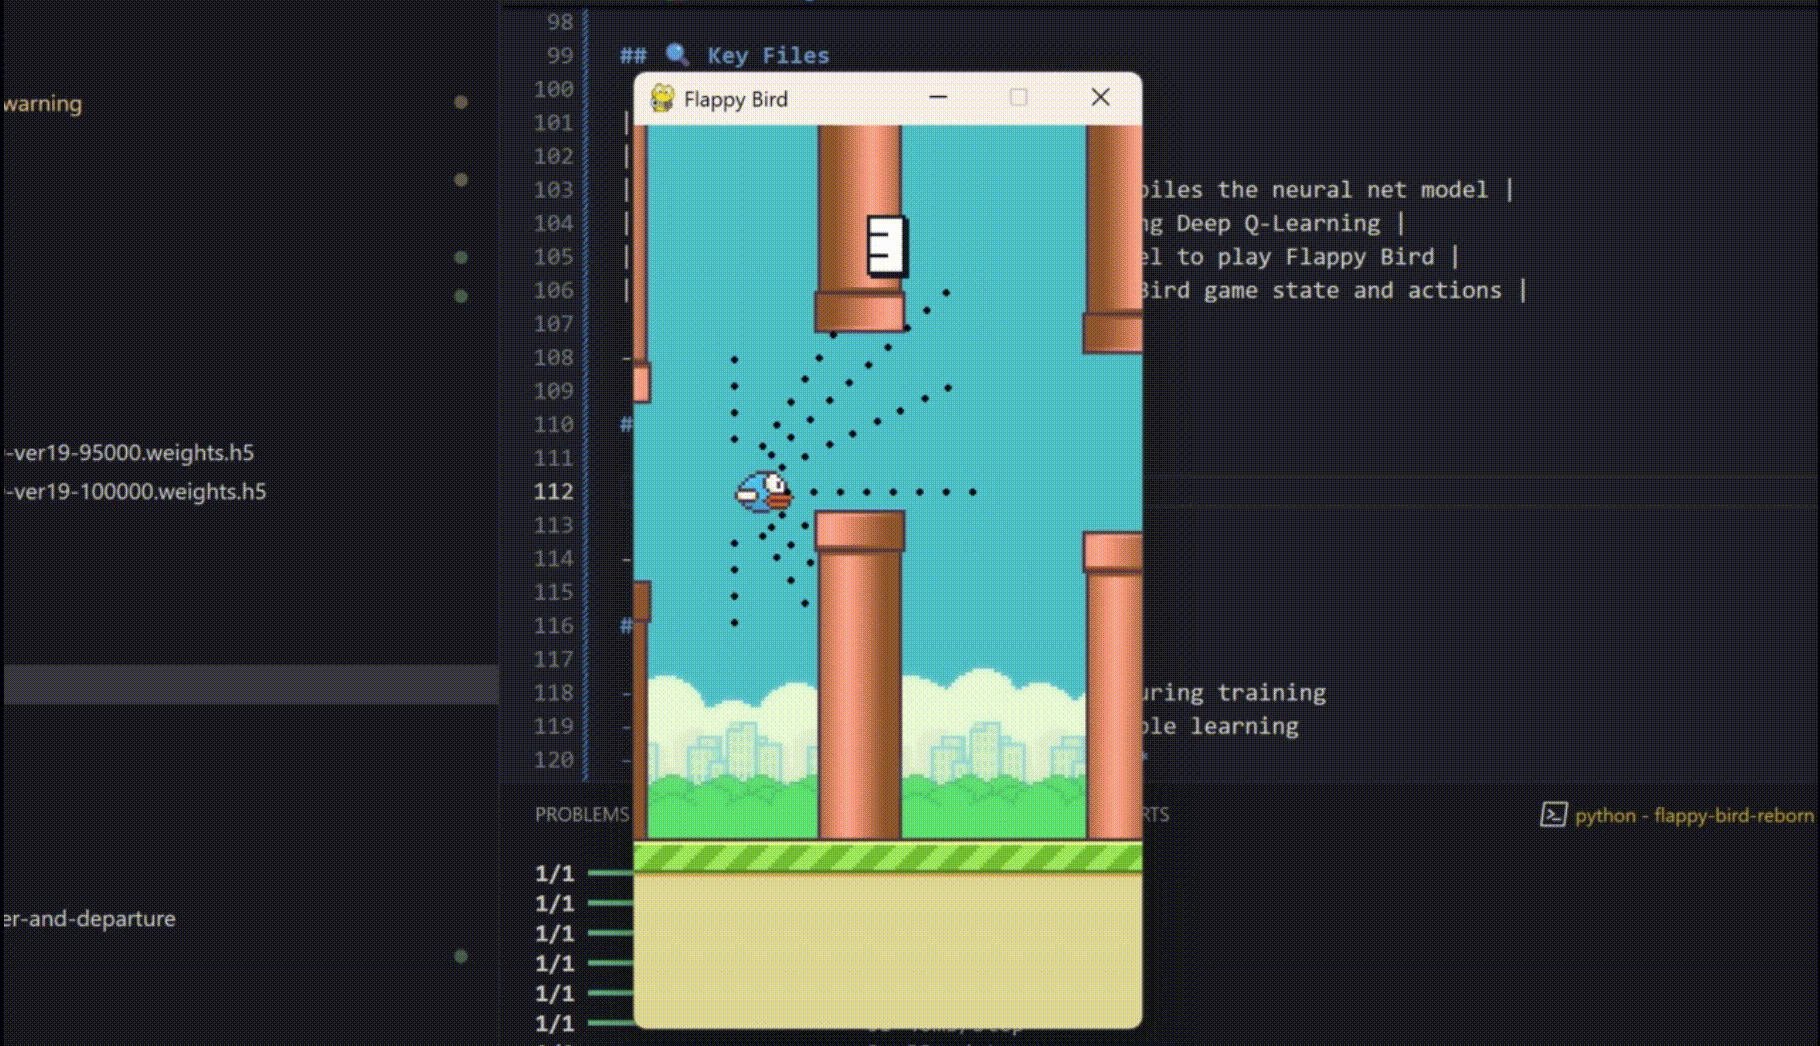 98
99 ## 🔍 Key Files
100
101 |
102 |
103 | piles the neural net model |
104 | ng Deep Q-Learning |
105 | el to play Flappy Bird |
106 | Bird game state and actions |
107
108 -
109
110 #
111
112
113
114 -
115
116 #
117
118 - uring training
119 - ble learning
120 -
warning
-ver19-95000.weights.h5
-ver19-100000.weights.h5
er-and-departure
Flappy Bird
PROBLEMS
RTS
python - flappy-bird-reborn
1/1
1/1
1/1
1/1
1/1
1/1